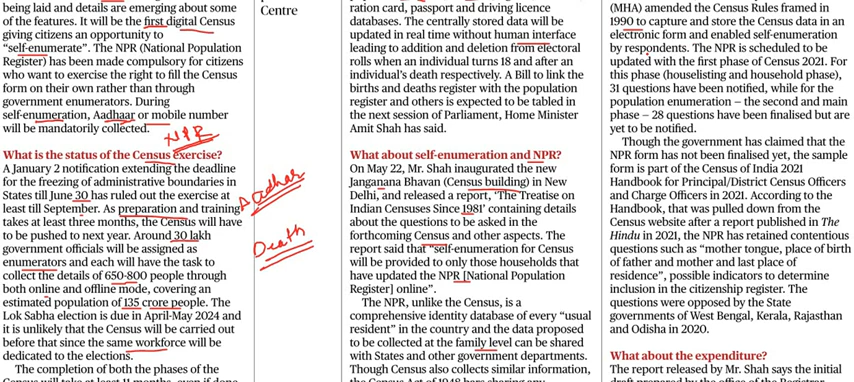 being laid and details are emerging about some
of the features. It will be the first digital Census
giving citizens an opportunity to
"self-enumerate". The NPR (National Population
Register) has been made compulsory for citizens
who want to exercise the right to fill the Census
form on their own rather than through
government enumerators. During
self-enumeration, Aadhaar or mobile number
will be mandatorily collected.
NPR
What is the status of the Census exercise?
A January 2 notification extending the deadline
for the freezing of administrative boundaries in
States till June 30 has ruled out the exercise at
least till September. As preparation and training
takes at least three months, the Census will have
to be pushed to next year. Around 30 lakh
government officials will be assigned as
enumerators and each will have the task to
collect the details of 650-800 people through
both online and offline mode, covering an
estimated population of 135 crore people. The
Lok Sabha election is due in April-May 2024 and
it is unlikely that the Census will be carried out
before that since the same workforce will be
dedicated to the elections.
The completion of both the phases of the
Census will take at least 11 months, even if done
Centre
Aadhar
Death
ration card, passport and driving licence
databases. The centrally stored data will be
updated in real time without human interface
leading to addition and deletion from electoral
rolls when an individual turns 18 and after an
individual's death respectively. A Bill to link the
births and deaths register with the population
register and others is expected to be tabled in
the next session of Parliament, Home Minister
Amit Shah has said.
What about self-enumeration and NPR?
On May 22, Mr. Shah inaugurated the new
Janganana Bhavan (Census building) in New
Delhi, and released a report, 'The Treatise on
Indian Censuses Since 1981' containing details
about the questions to be asked in the
forthcoming Census and other aspects. The
report said that "self-enumeration for Census
will be provided to only those households that
have updated the NPR [National Population
Register] online".
The NPR, unlike the Census, is a
comprehensive identity database of every "usual
resident" in the country and the data proposed
to be collected at the family level can be shared
with States and other government departments.
Though Census also collects similar information,
the Census Act of 1948 bars sharing any
(MHA) amended the Census Rules framed in
1990 to capture and store the Census data in an
electronic form and enabled self-enumeration
by respondents. The NPR is scheduled to be
updated with the first phase of Census 2021. For
this phase (houselisting and household phase),
31 questions have been notified, while for the
population enumeration – the second and main
phase – 28 questions have been finalised but are
yet to be notified.
Though the government has claimed that the
NPR form has not been finalised yet, the sample
form is part of the Census of India 2021
Handbook for Principal/District Census Officers
and Charge Officers in 2021. According to the
Handbook, that was pulled down from the
Census website after a report published in The
Hindu in 2021, the NPR has retained contentious
questions such as "mother tongue, place of birth
of father and mother and last place of
residence", possible indicators to determine
inclusion in the citizenship register. The
questions were opposed by the State
governments of West Bengal, Kerala, Rajasthan
and Odisha in 2020.
What about the expenditure?
The report released by Mr. Shah says the initial
draft prepared by the office of the Registrar